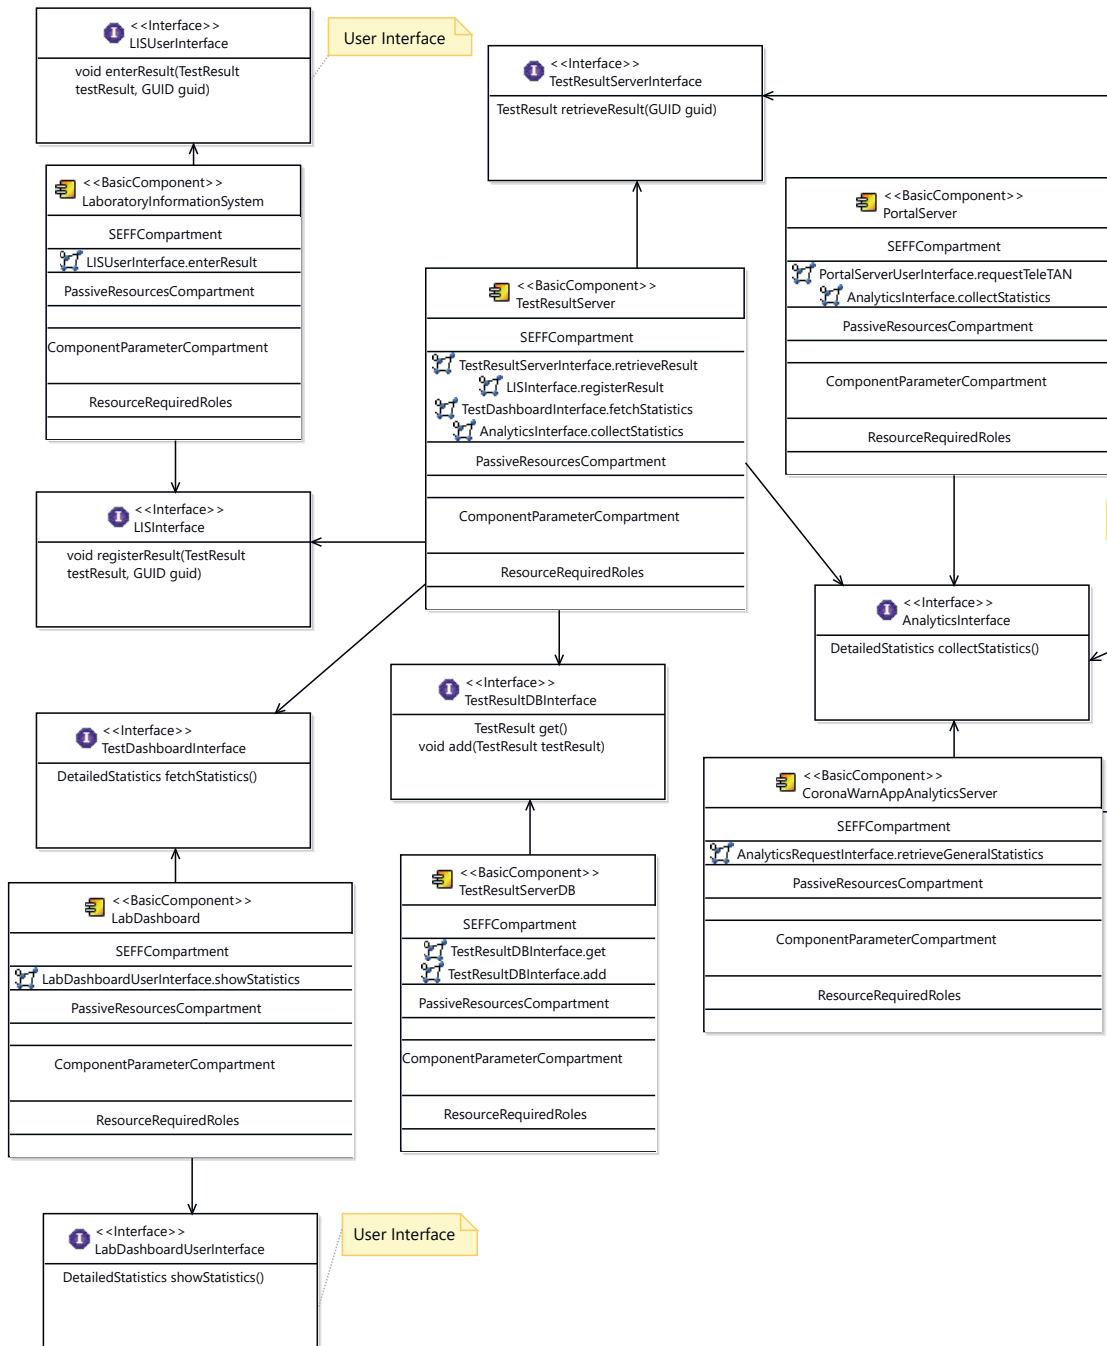 <<Interface>>
LISUserInterface
void enterResult(TestResult
testResult, GUID guid)
User Interface
<<Interface>>
TestResultServerInterface
TestResult retrieveResult(GUID guid)
<<BasicComponent>>
LaboratoryInformationSystem
SEFFCompartment
LISUserInterface.enterResult
PassiveResourcesCompartment
ComponentParameterCompartment
ResourceRequiredRoles
<<BasicComponent>>
PortalServer
SEFFCompartment
PortalServerUserInterface.requestTeleTAN
AnalyticsInterface.collectStatistics
PassiveResourcesCompartment
ComponentParameterCompartment
ResourceRequiredRoles
<<BasicComponent>>
TestResultServer
SEFFCompartment
TestResultServerInterface.retrieveResult
LISInterface.registerResult
TestDashboardInterface.fetchStatistics
AnalyticsInterface.collectStatistics
PassiveResourcesCompartment
ComponentParameterCompartment
ResourceRequiredRoles
<<Interface>>
LISInterface
void registerResult(TestResult
testResult, GUID guid)
<<Interface>>
AnalyticsInterface
DetailedStatistics collectStatistics()
<<Interface>>
TestResultDBInterface
TestResult get()
void add(TestResult testResult)
<<Interface>>
TestDashboardInterface
DetailedStatistics fetchStatistics()
<<BasicComponent>>
CoronaWarnAppAnalyticsServer
SEFFCompartment
AnalyticsRequestInterface.retrieveGeneralStatistics
PassiveResourcesCompartment
ComponentParameterCompartment
ResourceRequiredRoles
<<BasicComponent>>
TestResultServerDB
SEFFCompartment
TestResultDBInterface.get
TestResultDBInterface.add
PassiveResourcesCompartment
ComponentParameterCompartment
ResourceRequiredRoles
<<BasicComponent>>
LabDashboard
SEFFCompartment
LabDashboardUserInterface.showStatistics
PassiveResourcesCompartment
ComponentParameterCompartment
ResourceRequiredRoles
<<Interface>>
LabDashboardUserInterface
DetailedStatistics showStatistics()
User Interface